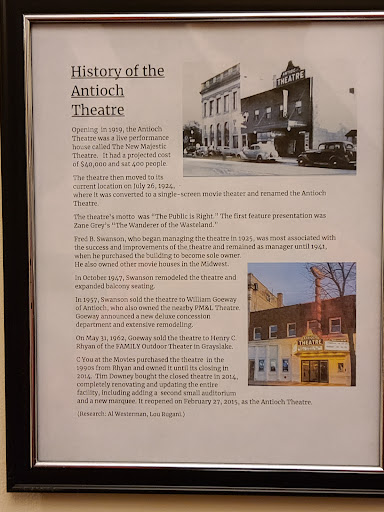 History of the
Antioch
Theatre
ANTIOCH
THEATRE
Opening in 1919, the Antioch
Theatre was a live performance
house called The New Majestic
Theatre. It had a projected cost
of $40,000 and sat 400 people
The theatre then moved to its
current location on July 26, 1924,
where it was converted to a single-screen movie theater and renamed the Antioch
Theatre.
The theatre's motto was "The Public is Right." The first feature presentation was
Zane Grey's "The Wanderer of the Wasteland."
Fred B. Swanson, who began managing the theatre in 1925, was most associated with
the success and improvements of the theatre and remained as manager until 1941,
when he purchased the building to become sole owner.
He also owned other movie houses in the Midwest.
In October 1947, Swanson remodeled the theatre and
expanded balcony seating.
In 1957, Swanson sold the theatre to William Goeway
of Antioch, who also owned the nearby PM&L Theatre.
Goeway announced a new deluxe concession
department and extensive remodeling.
On May 31, 1962, Goeway sold the theatre to Henry C
Rhyan of the FAMILY Outdoor Theater in Grayslake.
THEATRE
C You at the Movies purchased the theatre in the
1990s from Rhyan and owned it until its closing in
2014. Tim Downey bought the closed theatre in 2014,
completely renovating and updating the entire
facility, including adding a second small auditorium
and a new marquee. It reopened on February 27, 2015, as the Antioch Theatre.
(Research: Al Westerman, Lou Rogani.)